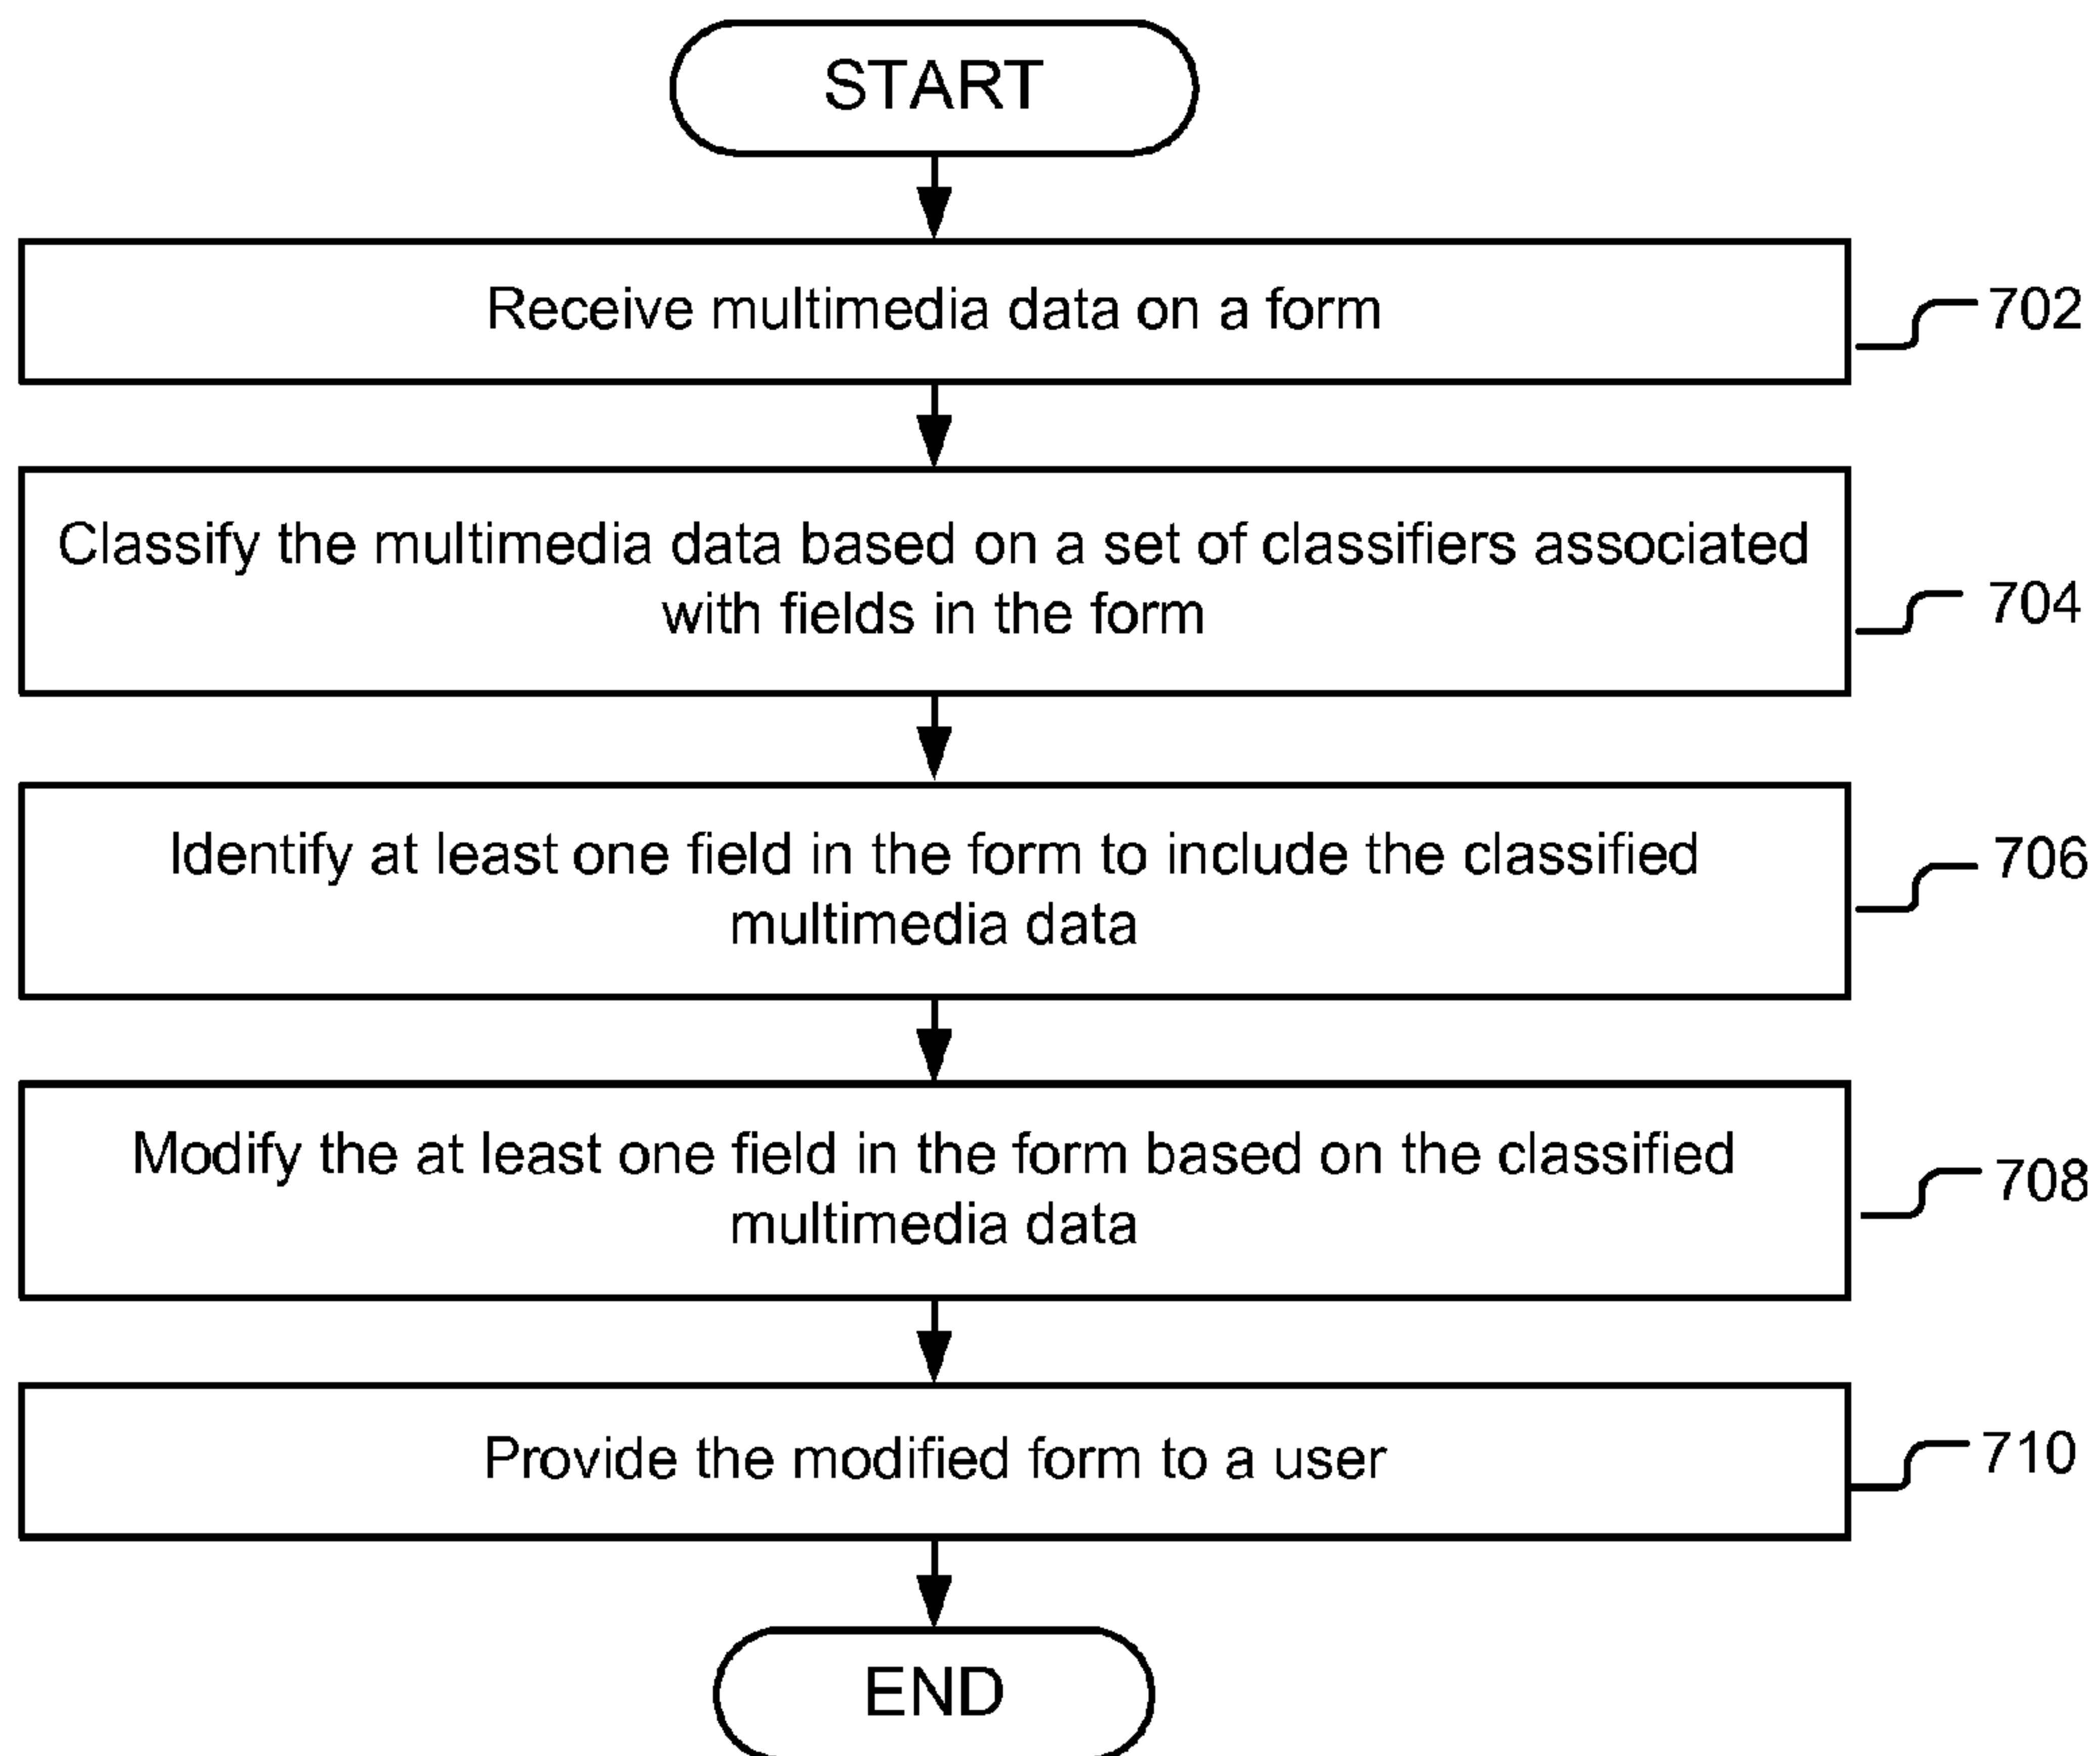 START
Receive multimedia data on a form
702
Classify the multimedia data based on a set of classifiers associated
with fields in the form
704
Identify at least one field in the form to include the classified
multimedia data
706
Modify the at least one field in the form based on the classified
multimedia data
708
Provide the modified form to a user
710
END